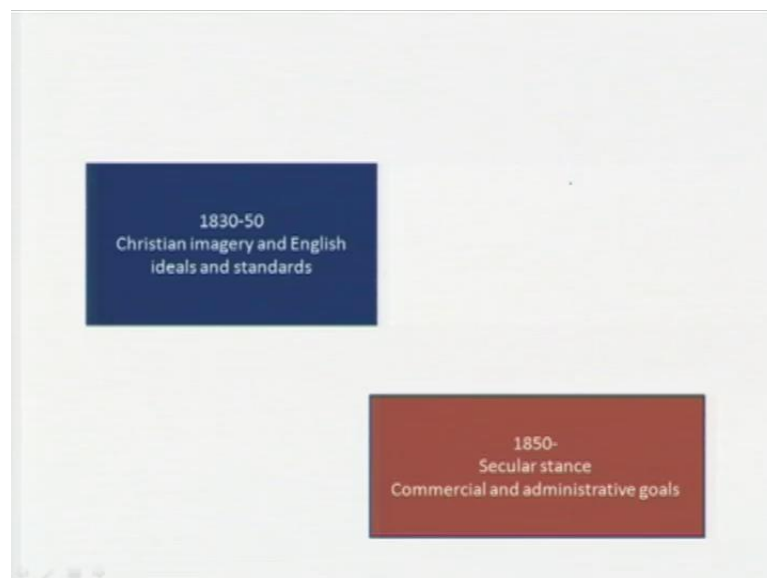 1830-50
Christian imagery and English
ideals and standards
1850-
Secular stance
Commercial and administrative goals